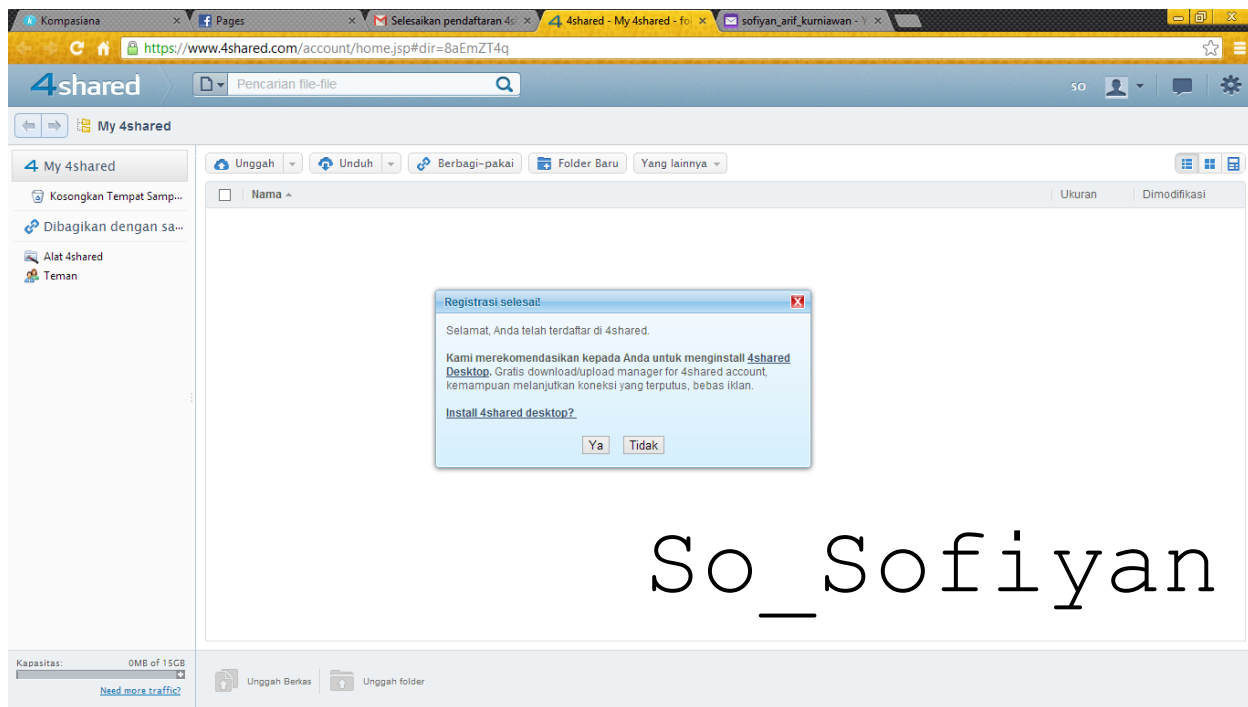 Kompasiana
Pages
Selesaikan pendaftaran 4s
4shared - My 4shared - fo
sofiyan_arif_kurniawan - Y
https://www.4shared.com/account/home.jsp#dir=8aEmZT4q
4shared
Pencarian file-file
so
My 4shared
4 My 4shared
Kosongkan Tempat Samp...
Dibagikan dengan sa...
Alat 4shared
Teman
Unggah
Unduh
Berbagi-pakai
Folder Baru
Yang lainnya
Nama
Ukuran
Dimodifikasi
Registrasi selesai!
Selamat, Anda telah terdaftar di 4shared.
Kami merekomendasikan kepada Anda untuk menginstall 4shared
Desktop. Gratis download/upload manager for 4shared account,
kemampuan melanjutkan koneksi yang terputus, bebas iklan.
Install 4shared desktop?
Ya Tidak
So_Sofiyan
Kapasitas: 0MB of 15GB
Need more traffic?
Unggah Berkas
Unggah folder